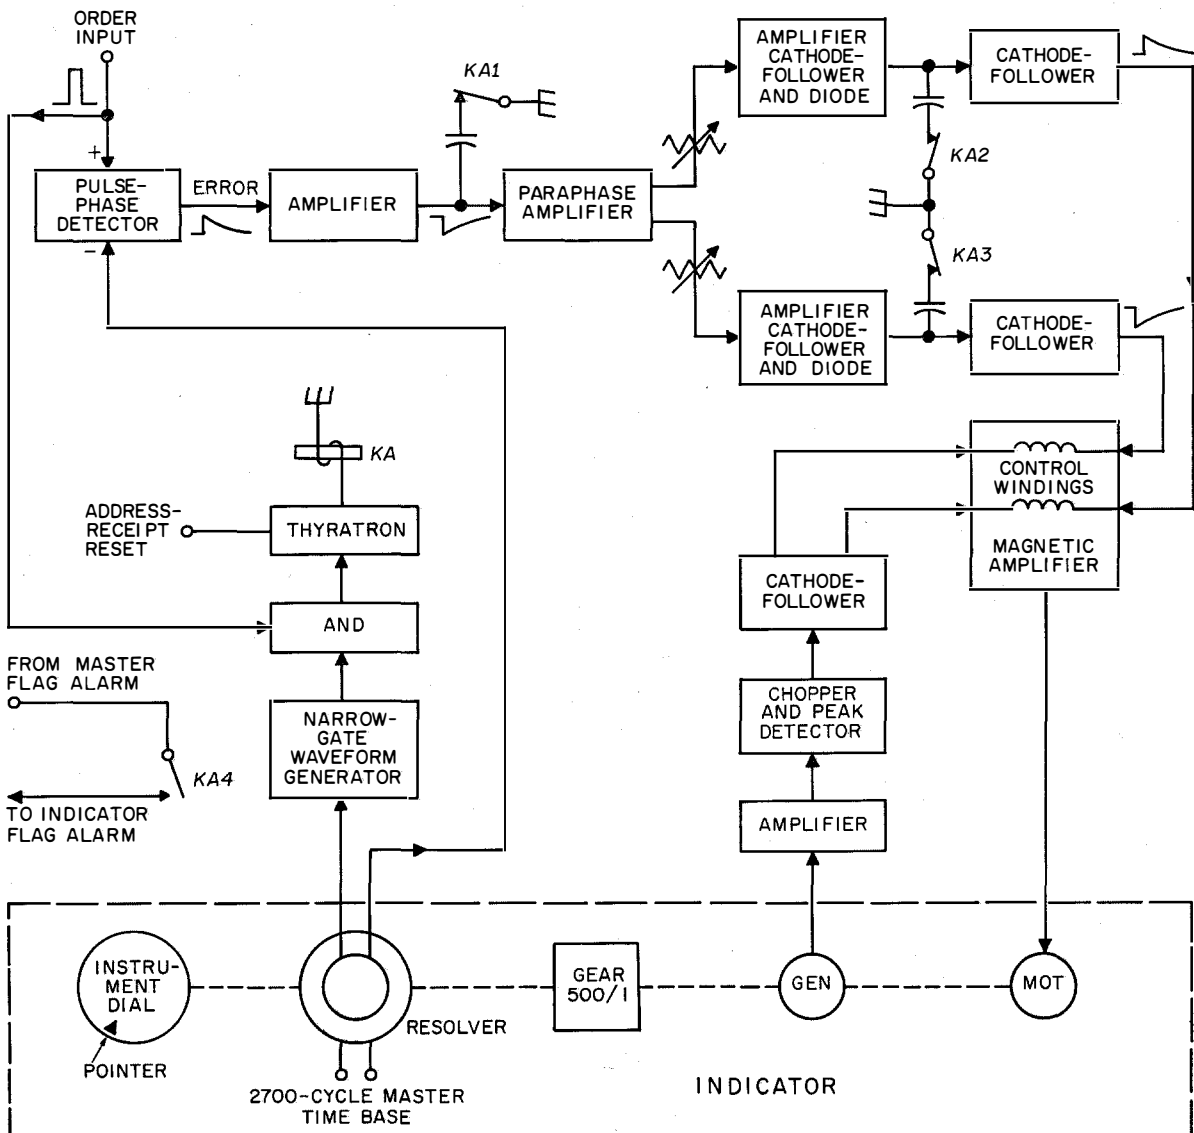 ORDER
INPUT
KA1
AMPLIFIER
CATHODE-
FOLLOWER
AND DIODE
CATHODE-
FOLLOWER
+
PULSE-
PHASE
DETECTOR
−
ERROR
AMPLIFIER
PARAPHASE
AMPLIFIER
KA2
KA3
AMPLIFIER
CATHODE-
FOLLOWER
AND DIODE
CATHODE-
FOLLOWER
KA
ADDRESS-
RECEIPT
RESET
THYRATRON
CONTROL
WINDINGS
MAGNETIC
AMPLIFIER
CATHODE-
FOLLOWER
AND
FROM MASTER
FLAG ALARM
KA4
TO INDICATOR
FLAG ALARM
NARROW-
GATE
WAVEFORM
GENERATOR
CHOPPER
AND PEAK
DETECTOR
AMPLIFIER
INSTRU-
MENT
DIAL
POINTER
RESOLVER
GEAR
500/1
GEN
MOT
2700-CYCLE MASTER
TIME BASE
INDICATOR